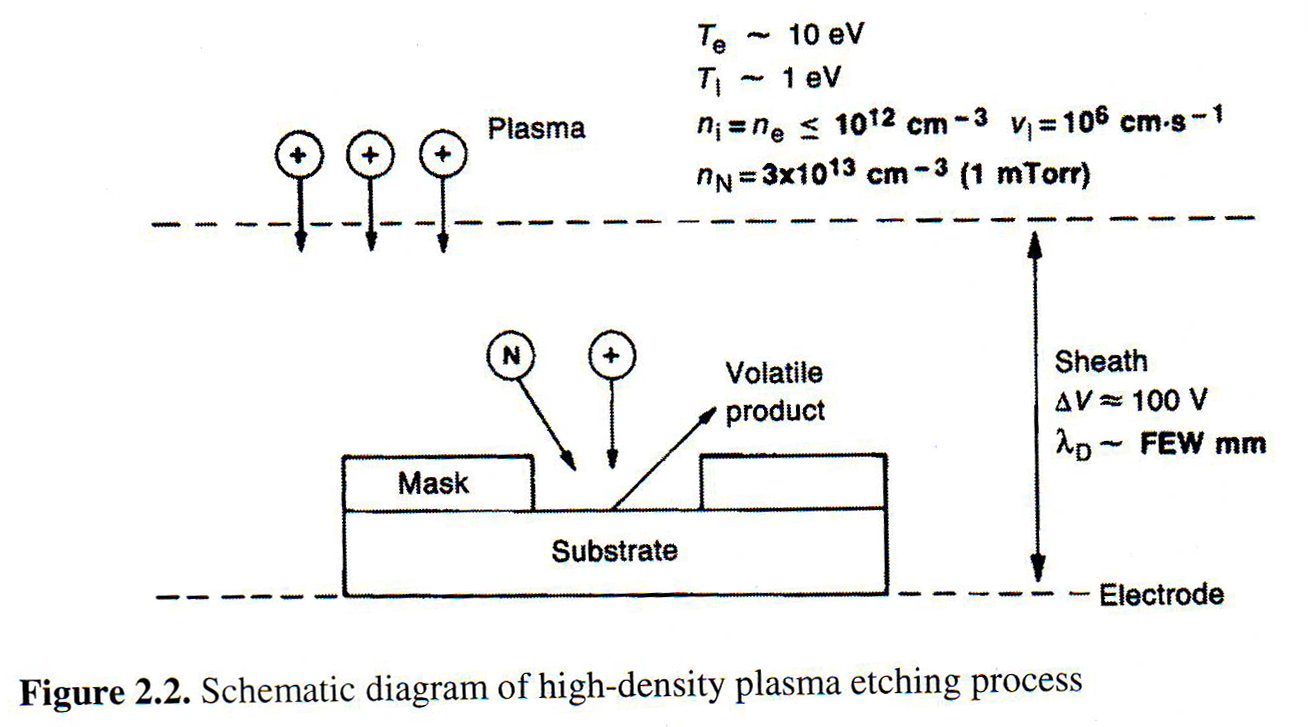 Tₑ ~ 10 eV
Tᵢ ~ 1 eV
nᵢ = nₑ ≤ 10¹² cm⁻³ vᵢ = 10⁶ cm·s⁻¹
n_N = 3x10¹³ cm⁻³ (1 mTorr)
+ + + Plasma
N +
Volatile
product
Sheath
ΔV ≈ 100 V
λ_D ~ FEW mm
Mask
Substrate
Electrode
Figure 2.2. Schematic diagram of high-density plasma etching process